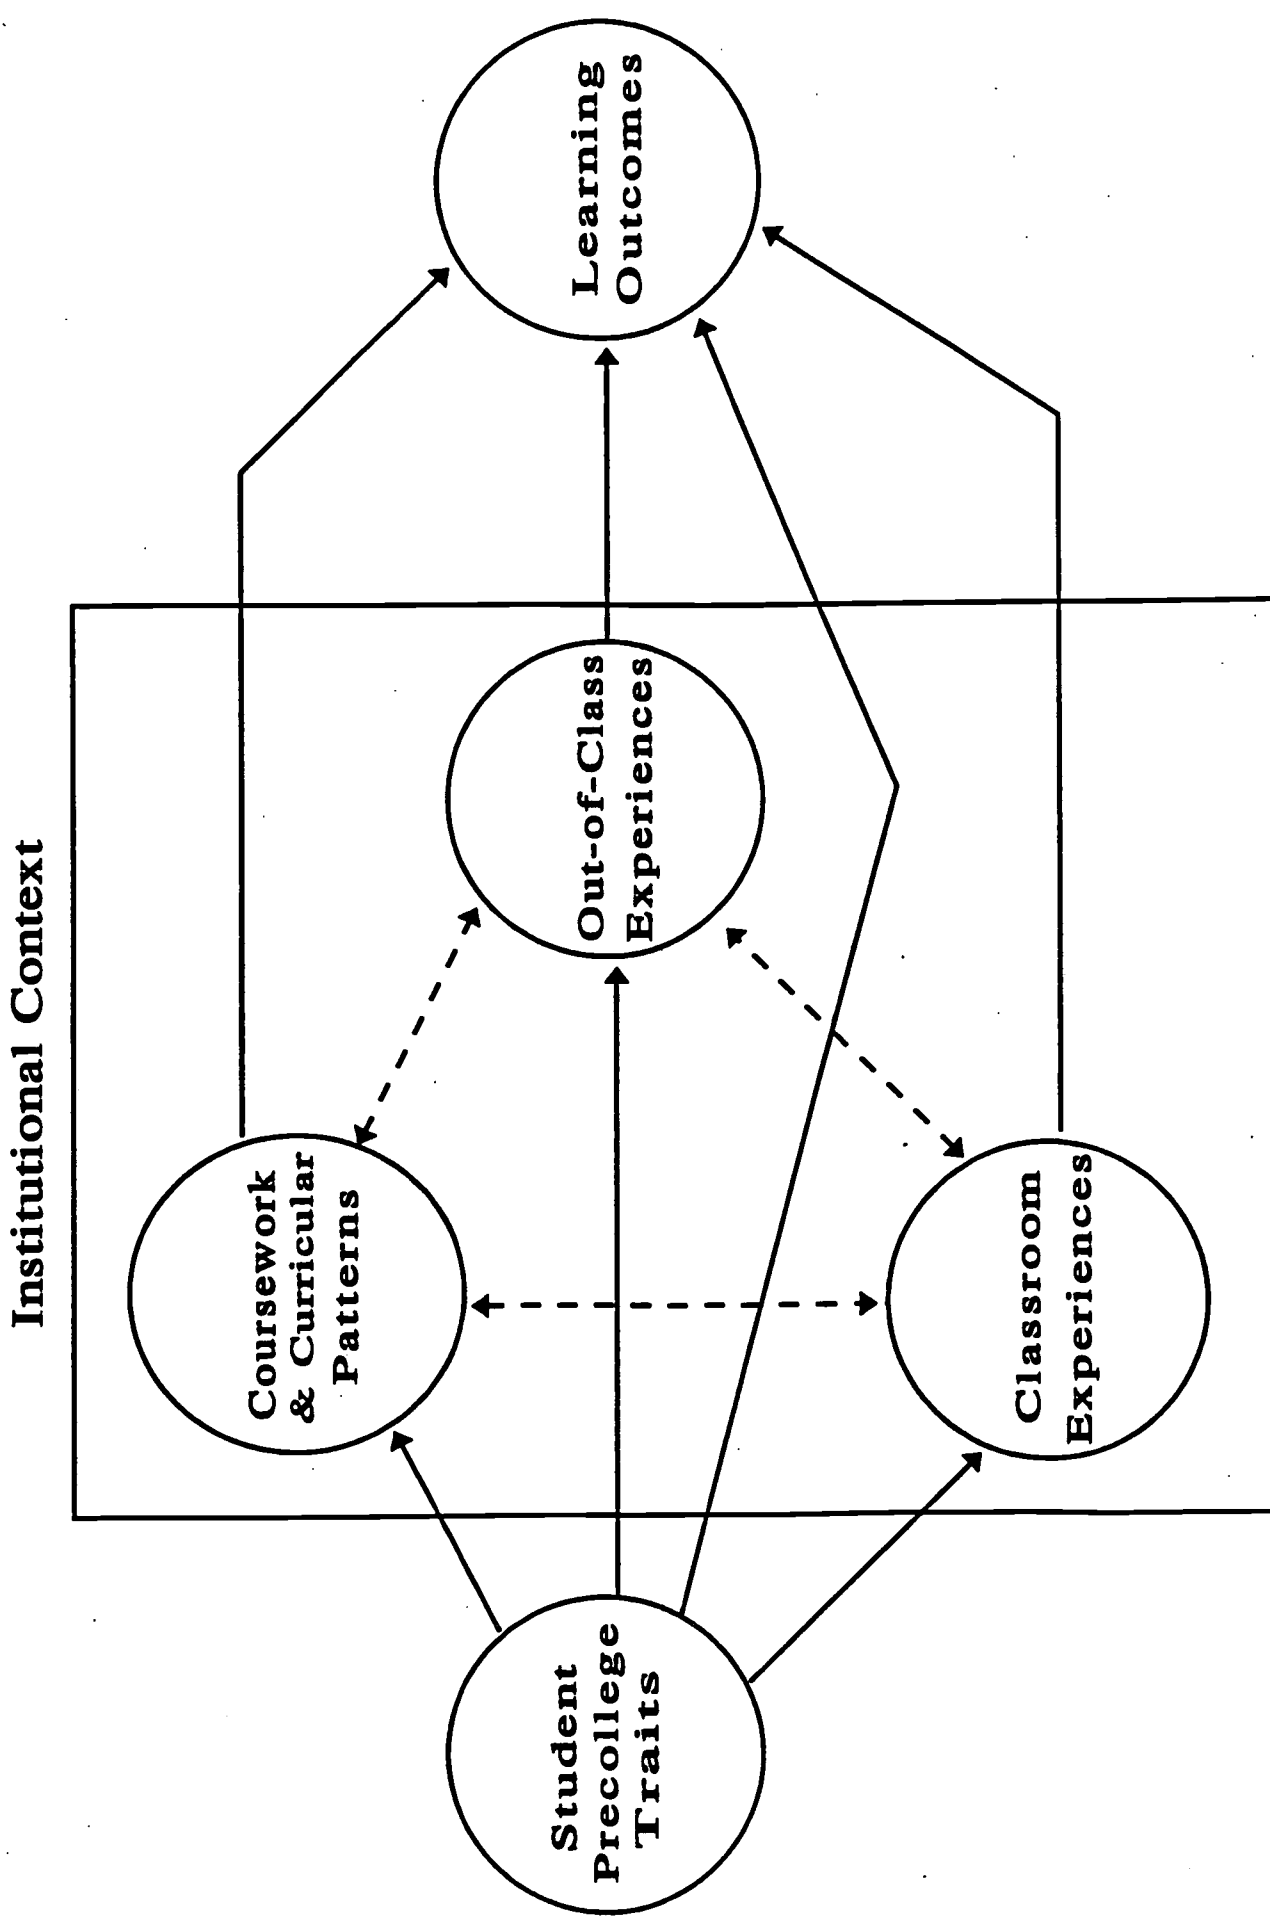 Institutional Context
Student
Precollege
Traits
Coursework
& Curricular
Patterns
Classroom
Experiences
Out-of-Class
Experiences
Learning
Outcomes